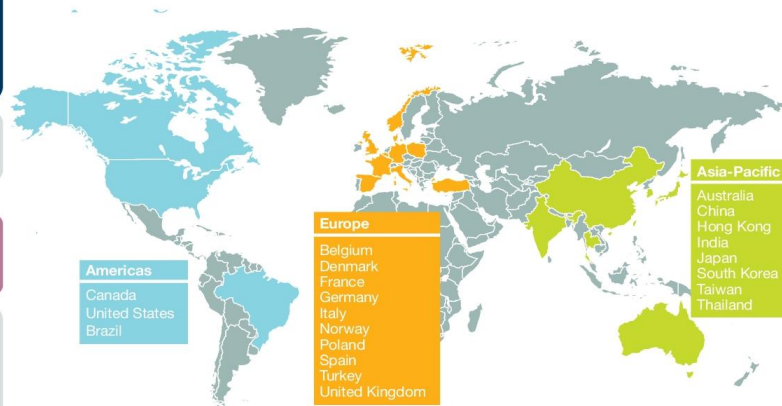 Americas
Canada
United States
Brazil
Europe
Belgium
Denmark
France
Germany
Italy
Norway
Poland
Spain
Turkey
United Kingdom
Asia-Pacific
Australia
China
Hong Kong
India
Japan
South Korea
Taiwan
Thailand